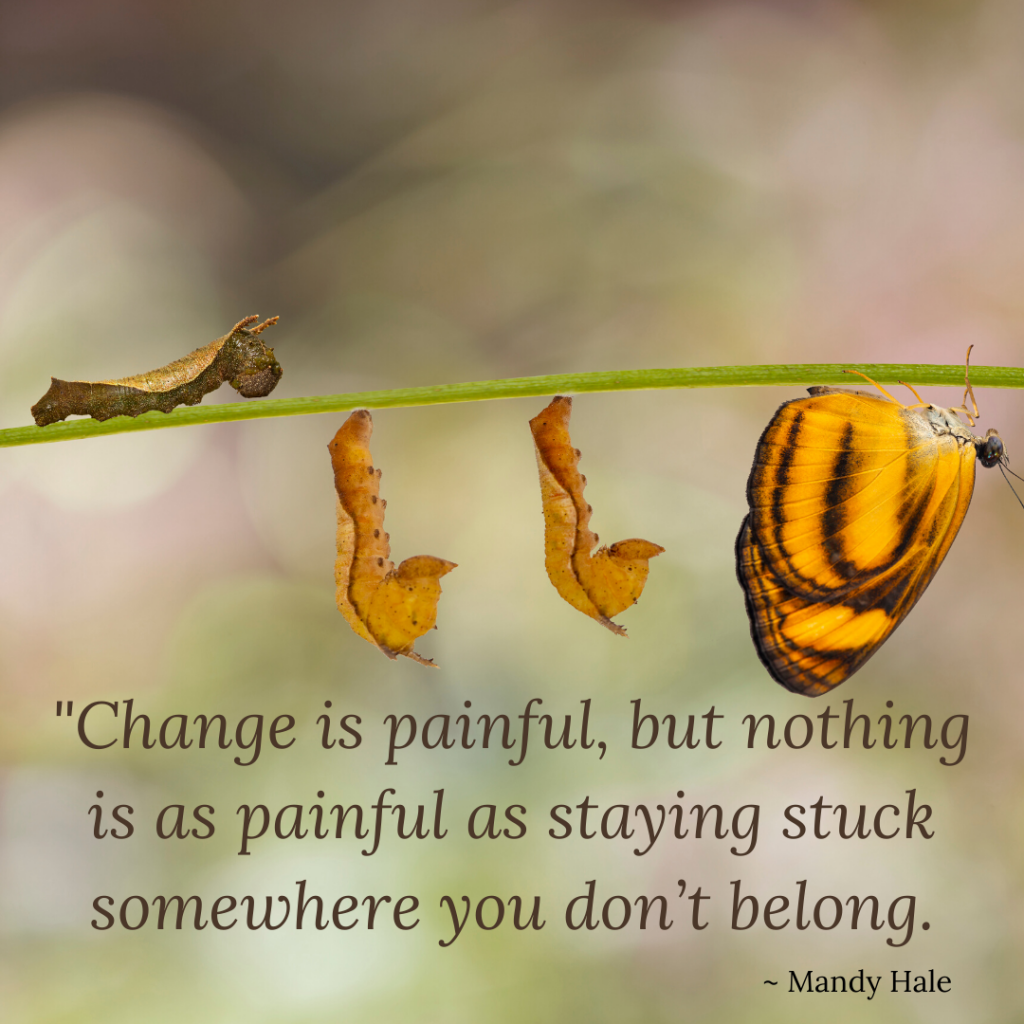 "Change is painful, but nothing
is as painful as staying stuck
somewhere you don’t belong.
~ Mandy Hale